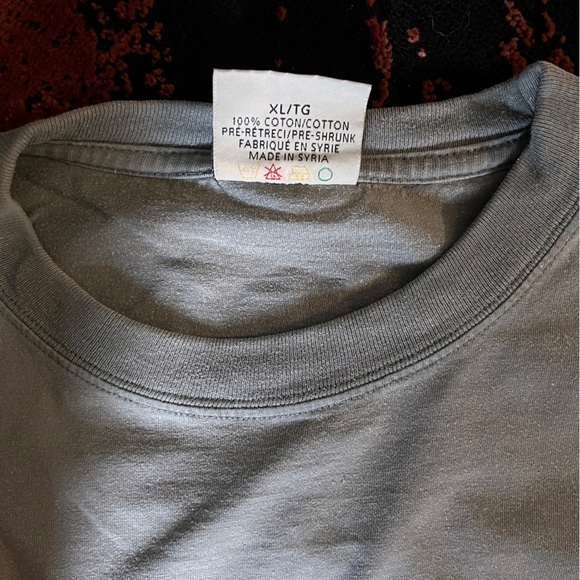 XL/TG
100% COTON/COTTON
PRÉ-RÉTRECI/PRE-SHRUNK
FABRIQUÉ EN SYRIE
MADE IN SYRIA